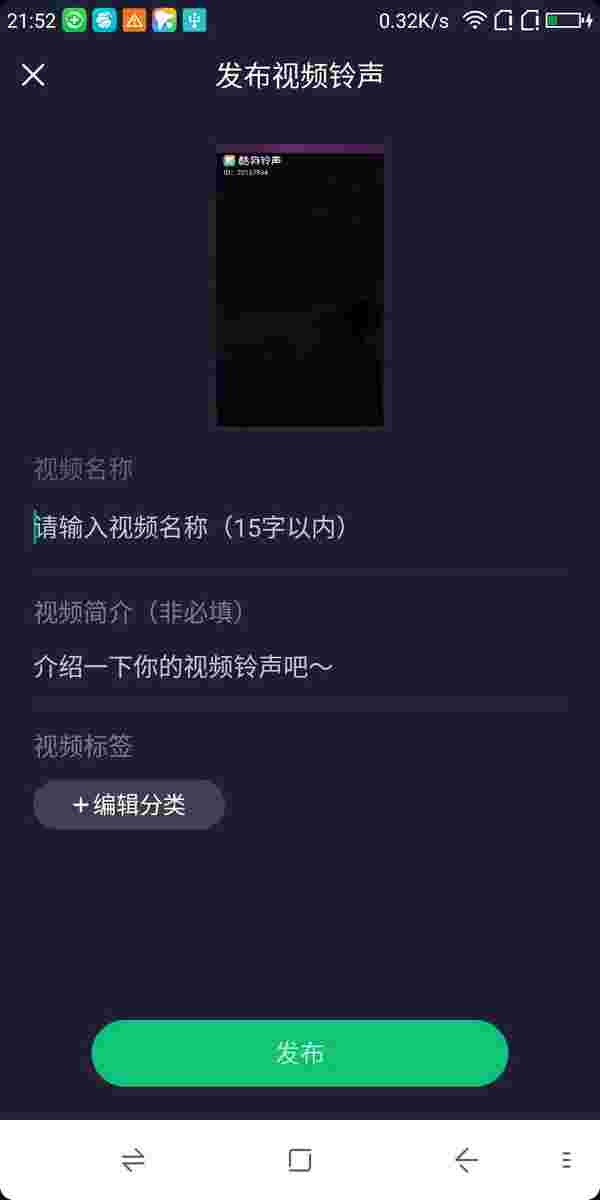 21:52
0.32K/s
发布视频铃声
酷狗铃声
视频名称
请输入视频名称（15字以内）
视频简介（非必填）
介绍一下你的视频铃声吧～
视频标签
+编辑分类
发布